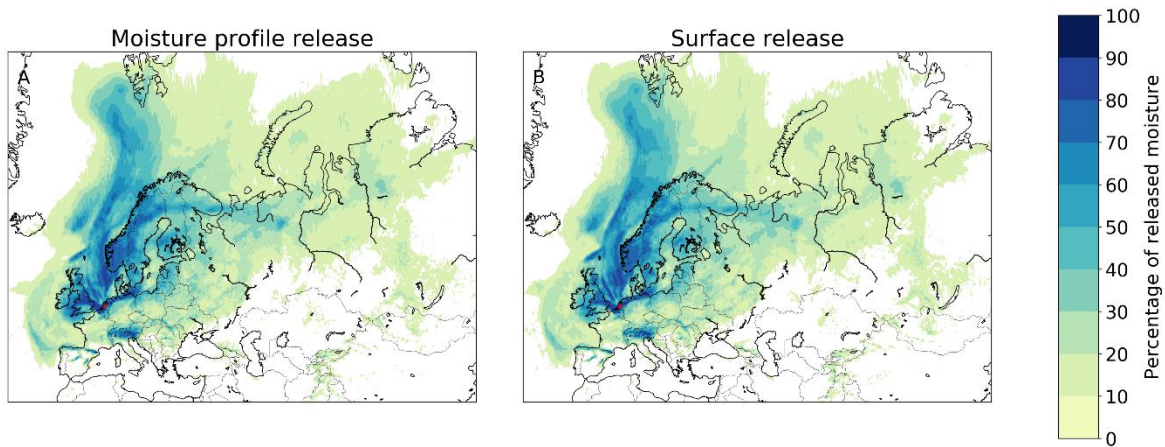 Moisture profile release
A
Surface release
B
100
90
80
70
60
50
40
30
20
10
0
Percentage of released moisture